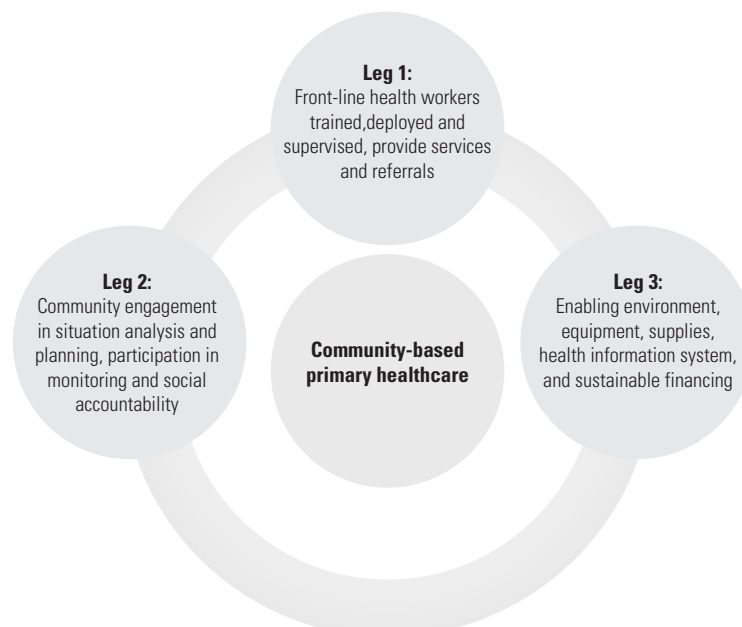 Leg 1:
Front-line health workers
trained,deployed and
supervised, provide services
and referrals
Leg 2:
Community engagement
in situation analysis and
planning, participation in
monitoring and social
accountability
Community-based
primary healthcare
Leg 3:
Enabling environment,
equipment, supplies,
health information system,
and sustainable financing